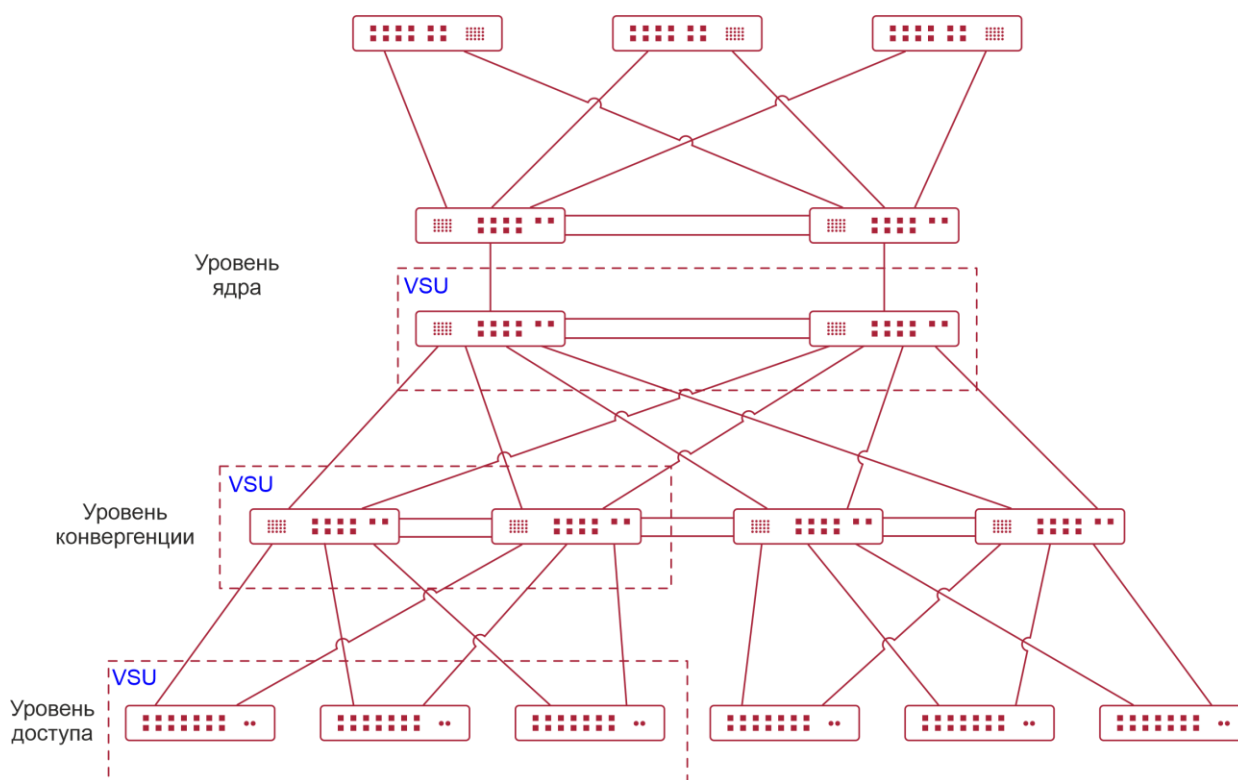 Уровень
ядра
VSU
VSU
Уровень
конвергенции
VSU
Уровень
доступа